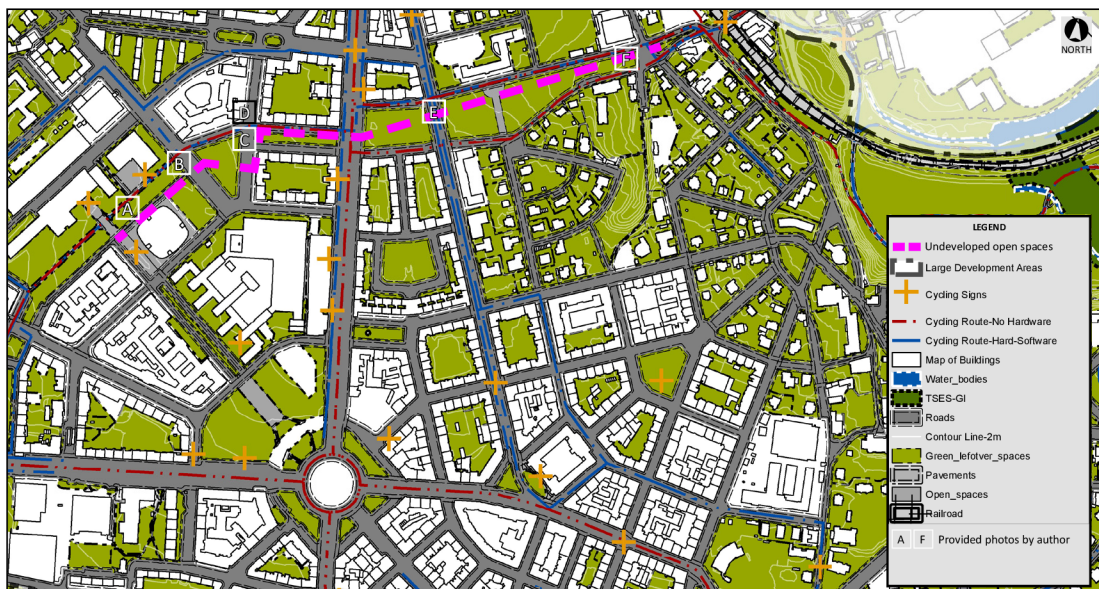 NORTH
F
D
E
C
B
A
LEGEND
Undeveloped open spaces
Large Development Areas
Cycling Signs
Cycling Route-No Hardware
Cycling Route-Hard-Software
Map of Buildings
Water_bodies
TSES-GI
Roads
Contour Line-2m
Green_lefotver_spaces
Pavements
Open_spaces
Railroad
A F Provided photos by author